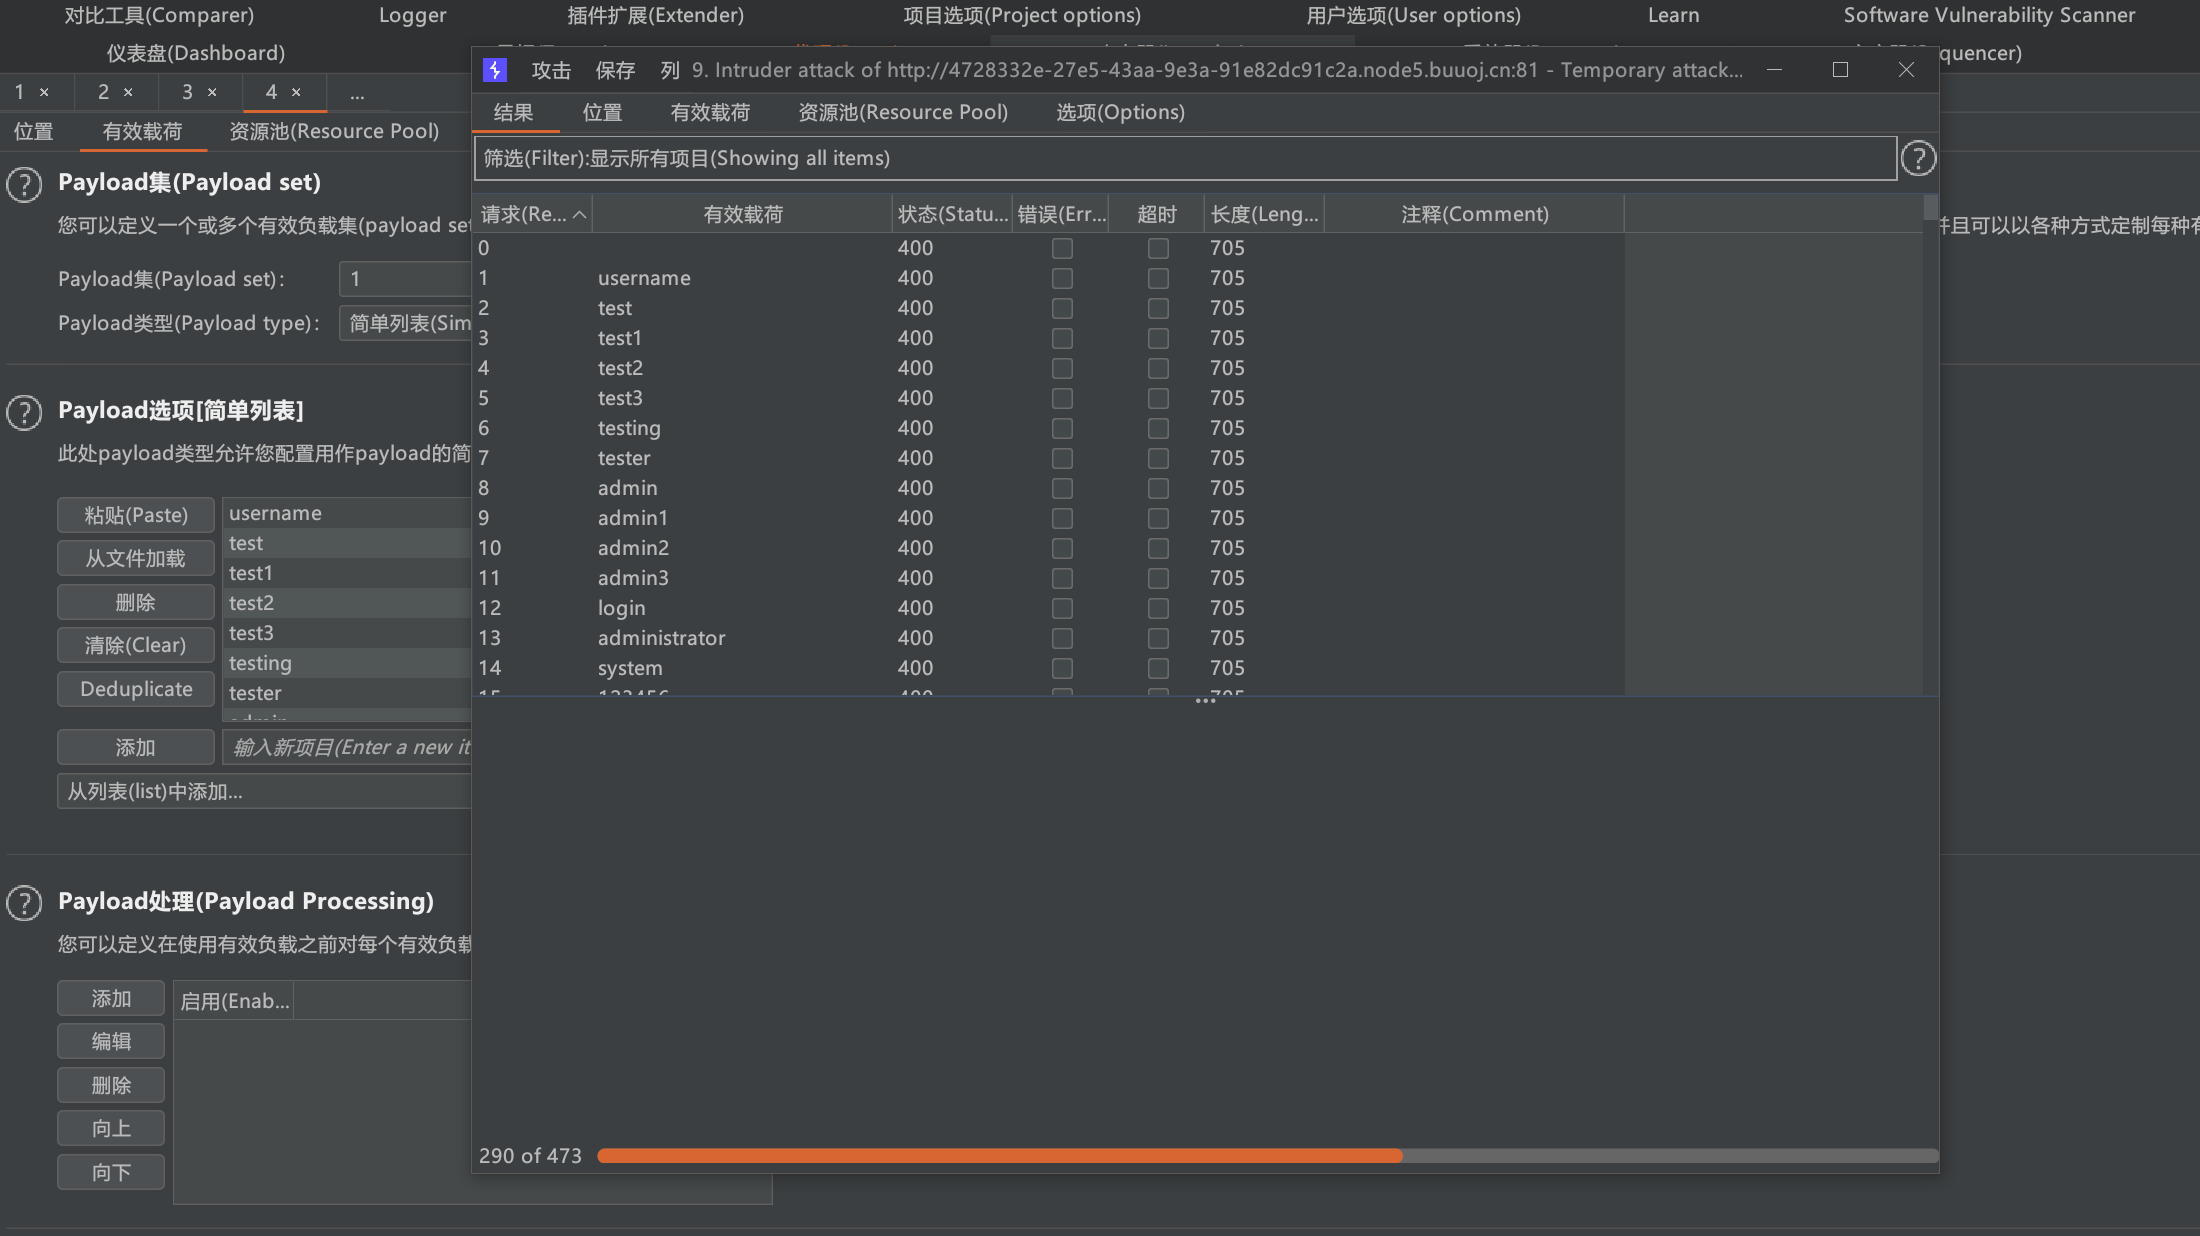 对比工具(Comparer) Logger 插件扩展(Extender) 项目选项(Project options) 用户选项(User options) Learn Software Vulnerability Scanner
仪表盘(Dashboard) quencer)
1 × 2 × 3 × 4 × ...
位置 有效载荷 资源池(Resource Pool)
Payload集(Payload set)
您可以定义一个或多个有效负载集(payload set
并且可以以各种方式定制每种有
Payload集(Payload set): 1
Payload类型(Payload type): 简单列表(Sim
Payload选项[简单列表]
此处payload类型允许您配置用作payload的简
粘贴(Paste)
从文件加载
删除
清除(Clear)
Deduplicate
username
test
test1
test2
test3
testing
tester
admin
添加 输入新项目(Enter a new it
从列表(list)中添加...
Payload处理(Payload Processing)
您可以定义在使用有效负载之前对每个有效负载
添加
编辑
删除
向上
向下
启用(Enab...
攻击 保存 列 9. Intruder attack of http://4728332e-27e5-43aa-9e3a-91e82dc91c2a.node5.buuoj.cn:81 - Temporary attack...
结果 位置 有效载荷 资源池(Resource Pool) 选项(Options)
筛选(Filter):显示所有项目(Showing all items)
请求(Re... 有效载荷 状态(Statu... 错误(Err... 超时 长度(Leng... 注释(Comment)
0 400 705
1 username 400 705
2 test 400 705
3 test1 400 705
4 test2 400 705
5 test3 400 705
6 testing 400 705
7 tester 400 705
8 admin 400 705
9 admin1 400 705
10 admin2 400 705
11 admin3 400 705
12 login 400 705
13 administrator 400 705
14 system 400 705
15 123456 400 705
290 of 473